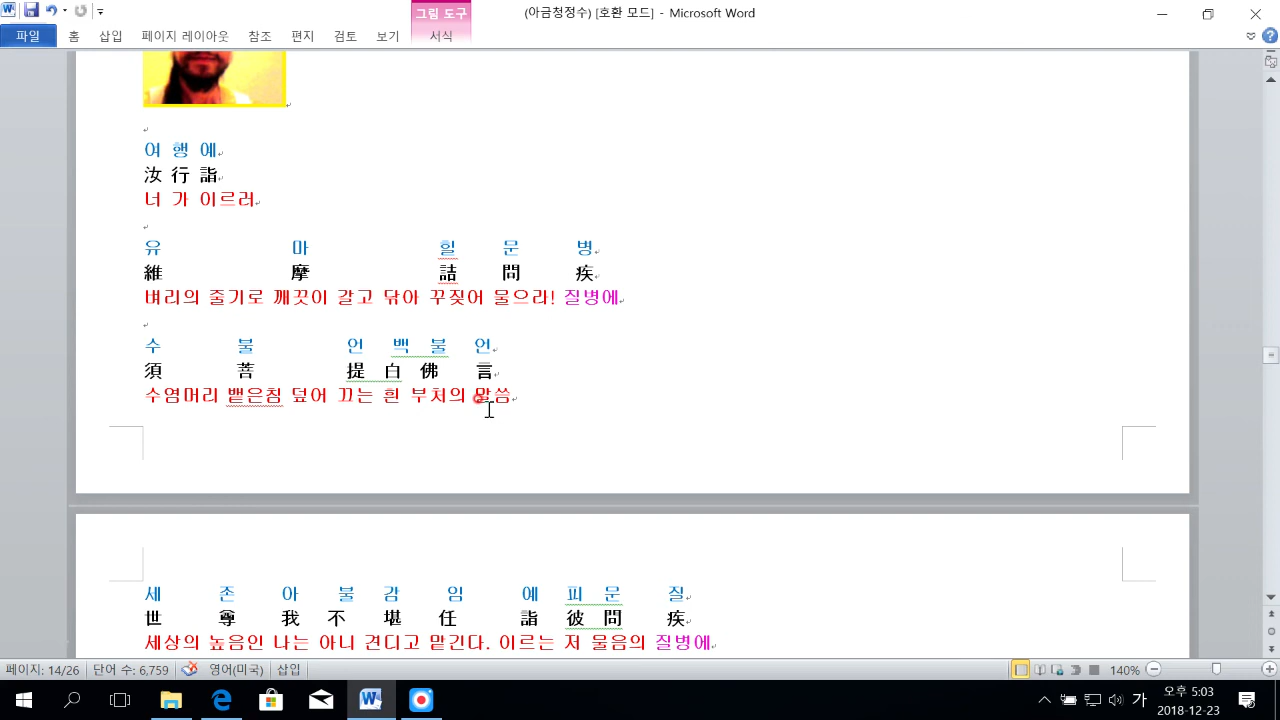 (아금청정수) [호환 모드] - Microsoft Word
그림 도구
파일 홈 삽입 페이지 레이아웃 참조 편지 검토 보기 서식
여 행 예
汝 行 詣
너 가 이르러
유 마 힐 문 병
維 摩 詰 問 疾
벼리의 줄기로 깨끗이 갈고 닦아 꾸짖어 물으라! 질병에
수 불 언 백 불 언
須 菩 提 白 佛 言
수염머리 뱉은침 덮어 끄는 흰 부처의 말씀
세 존 아 불 감 임 예 피 문 질
世 尊 我 不 堪 任 詣 彼 問 疾
세상의 높음인 나는 아니 견디고 맡긴다. 이르는 저 물음의 질병에
페이지: 14/26 단어 수: 6,759 영어(미국) 삽입 140%
가 오후 5:03
2018-12-23